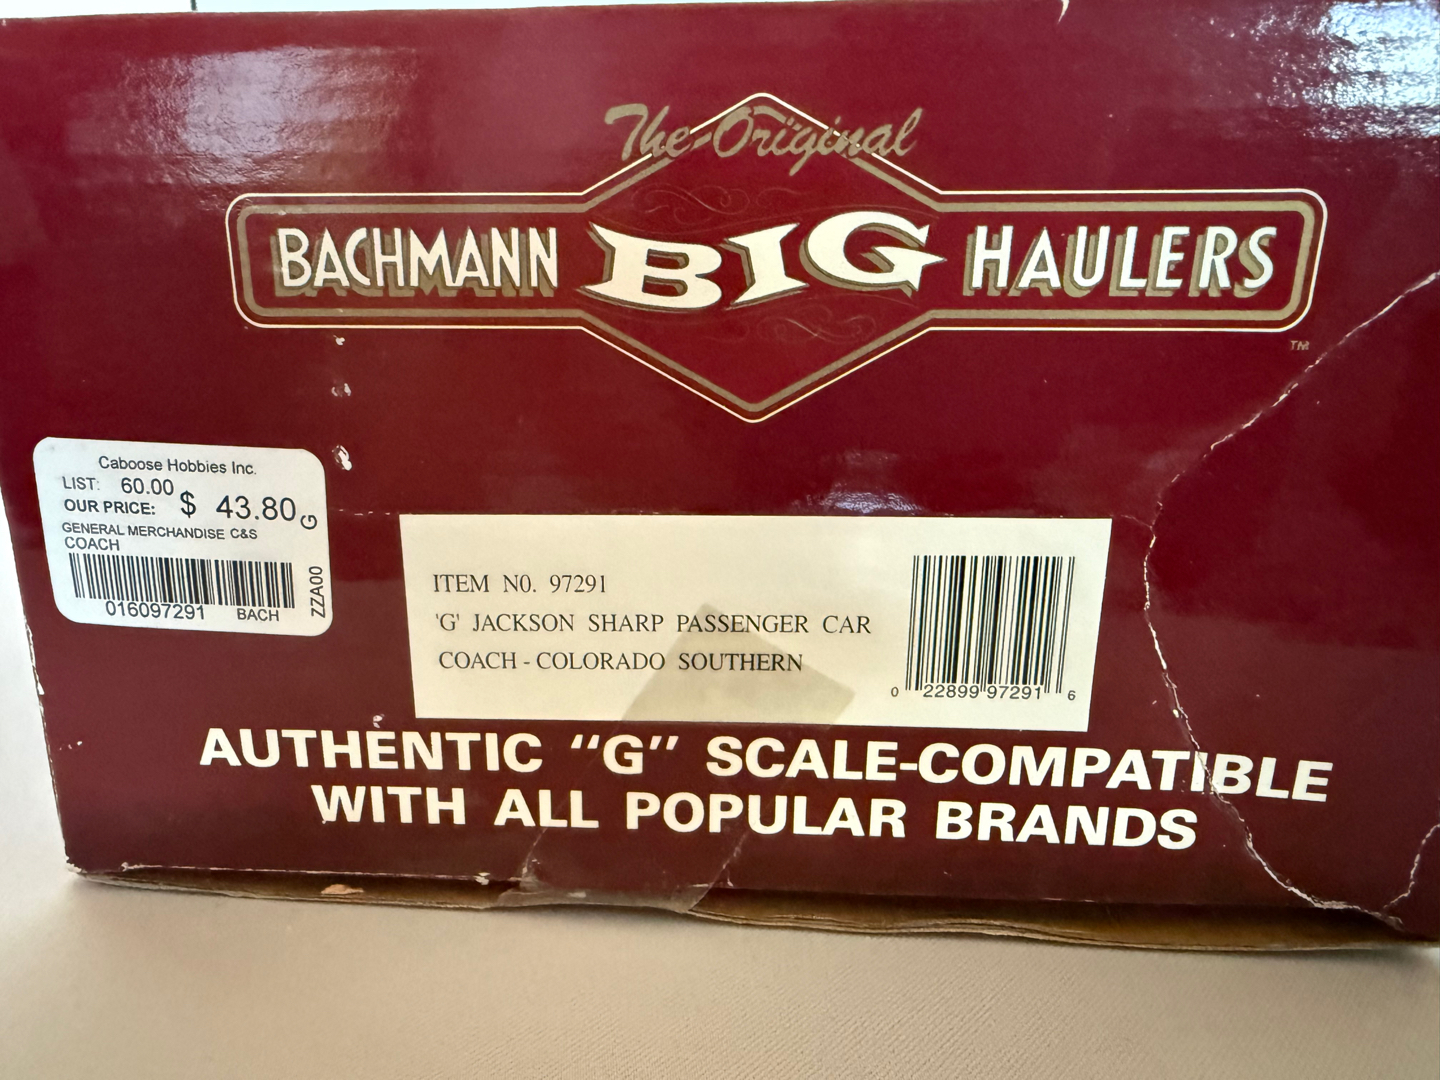 The Original
BACHMANN BIG HAULERS
TM
Caboose Hobbies Inc.
LIST: 60.00
OUR PRICE: $ 43.80 G
GENERAL MERCHANDISE C&S
COACH
016097291 BACH
ZZA00
ITEM N0. 97291
'G' JACKSON SHARP PASSENGER CAR
COACH - COLORADO SOUTHERN
0 22899 97291 6
AUTHENTIC "G" SCALE-COMPATIBLE
WITH ALL POPULAR BRANDS